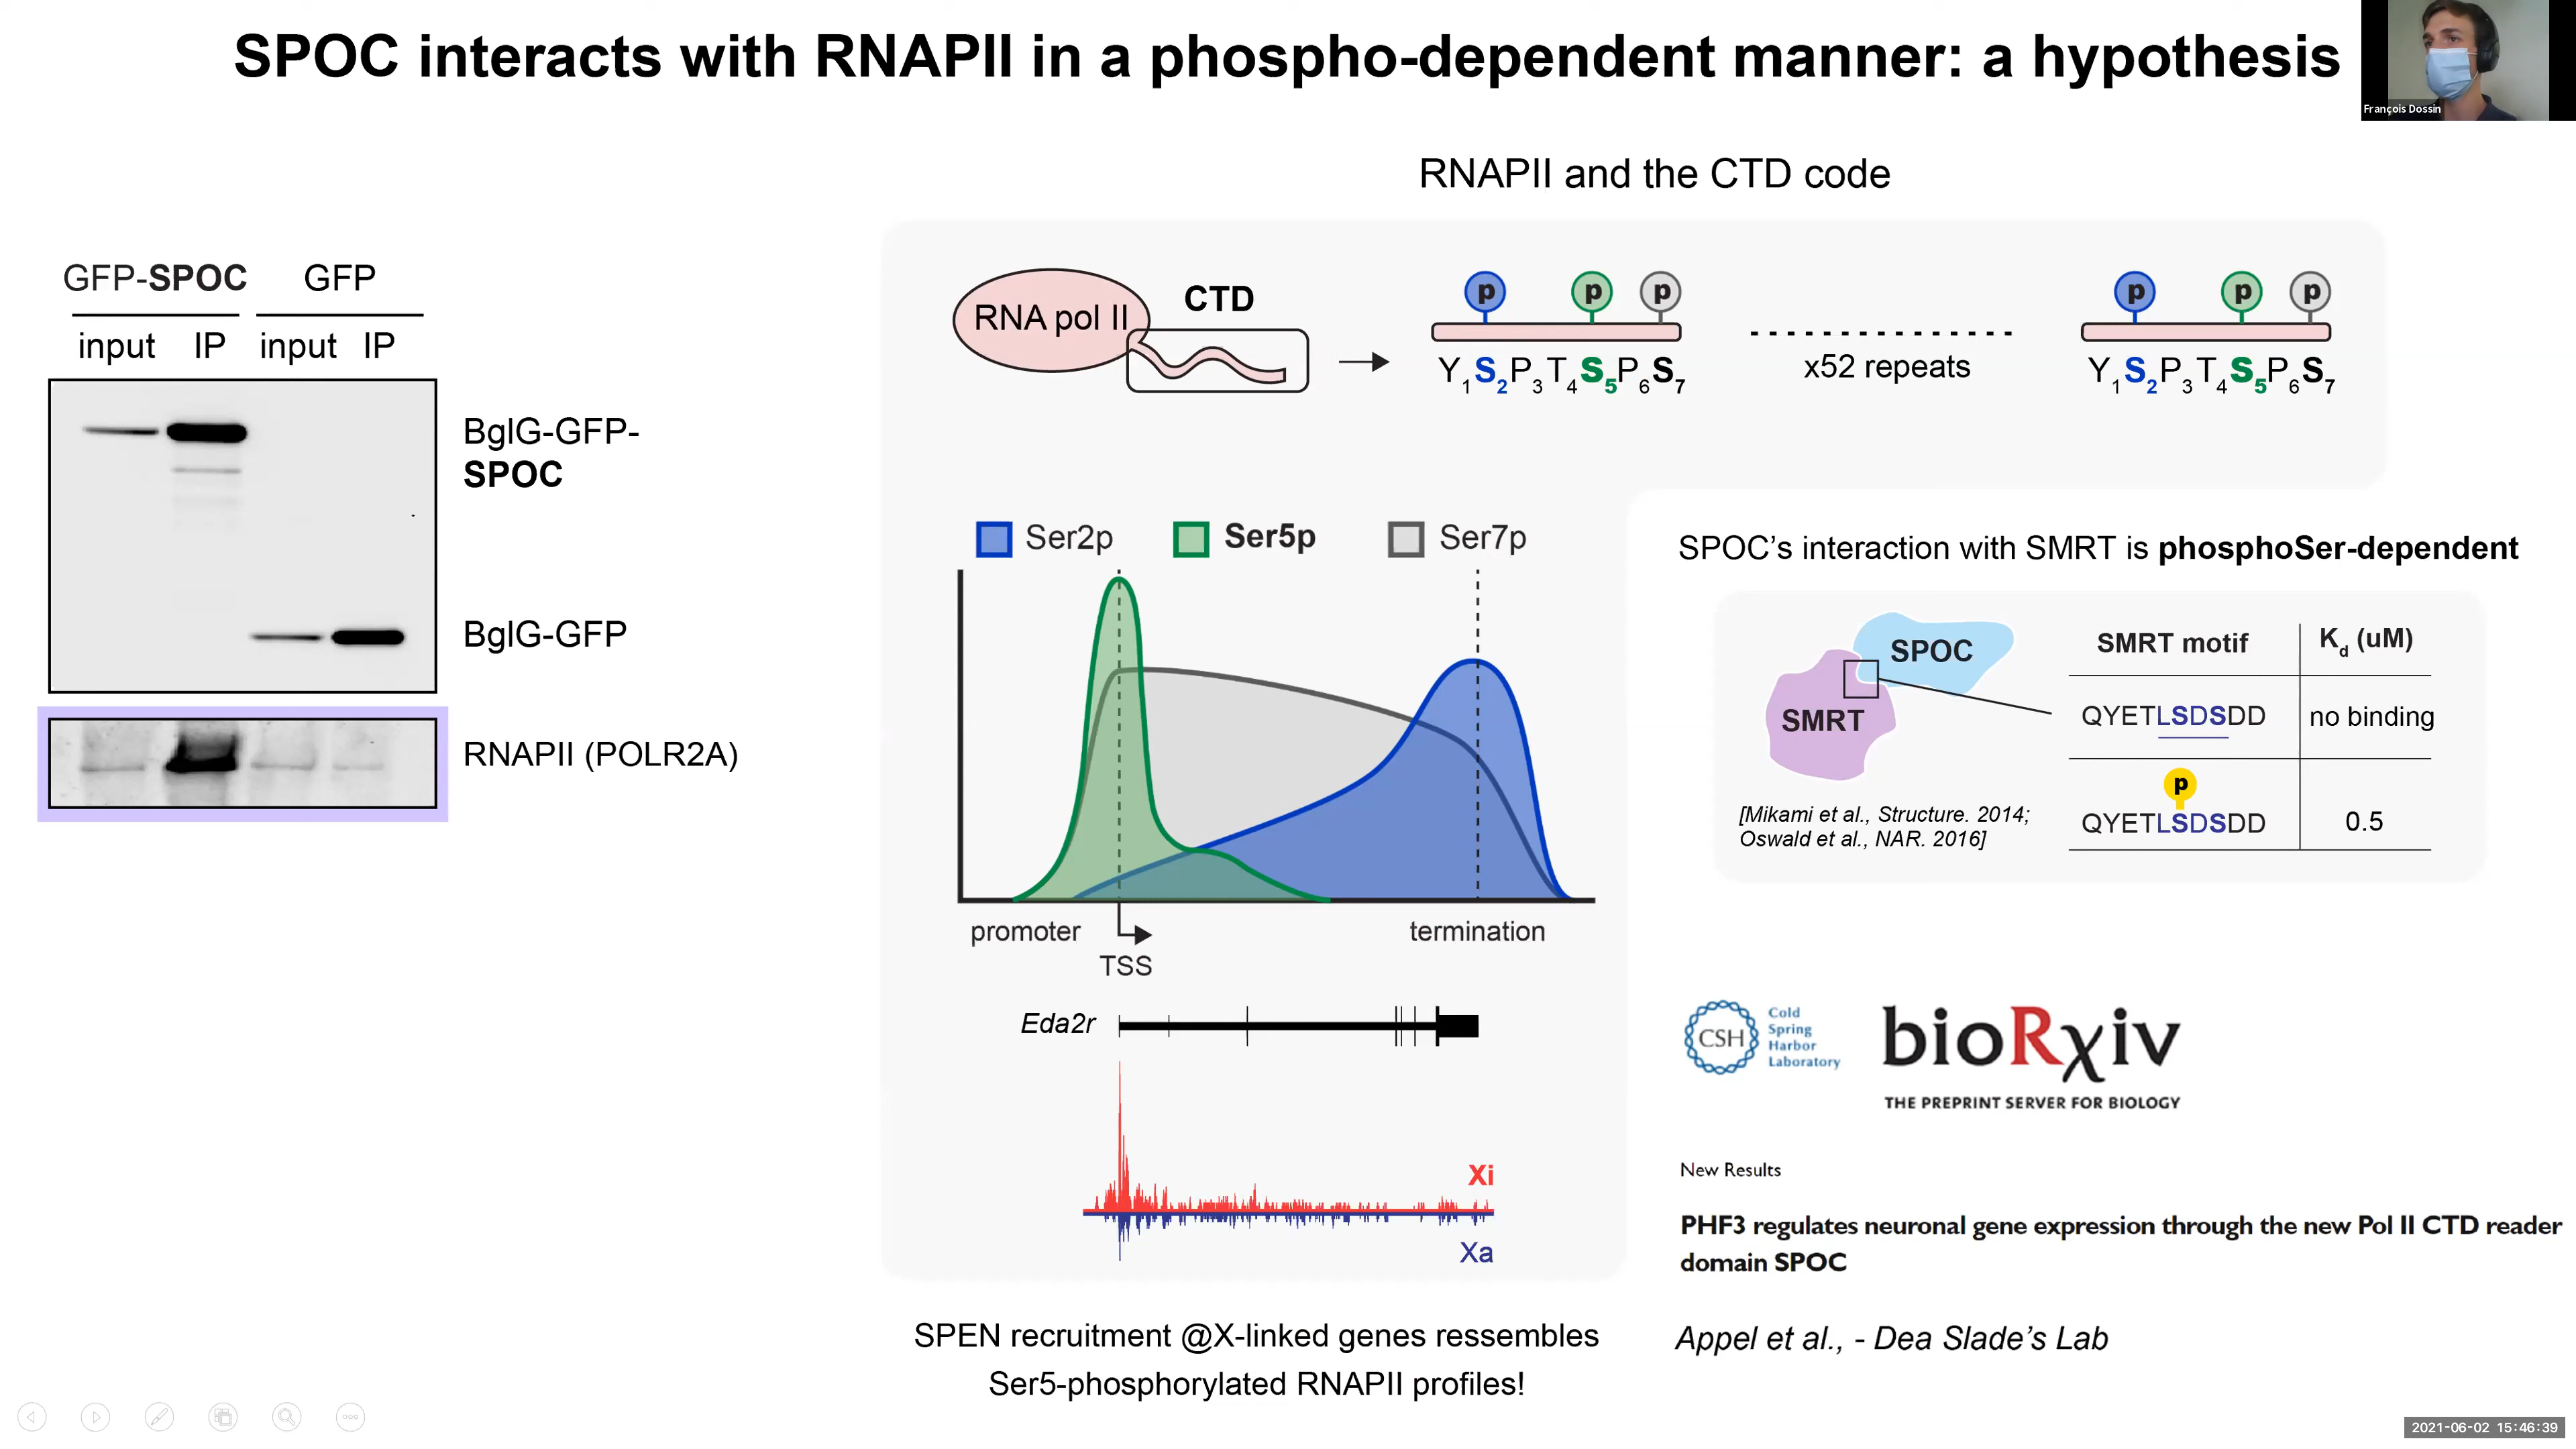 SPOC interacts with RNAPII in a phospho-dependent manner: a hypothesis
François Dossin
RNAPII and the CTD code
GFP-SPOC GFP
input IP input IP
BglG-GFP-
SPOC
BglG-GFP
RNAPII (POLR2A)
RNA pol II
CTD
p p p
Y1S2P3T4S5P6S7
x52 repeats
p p p
Y1S2P3T4S5P6S7
Ser2p Ser5p Ser7p
promoter
TSS
termination
Eda2r
Xi
Xa
SPEN recruitment @X-linked genes ressembles
Ser5-phosphorylated RNAPII profiles!
SPOC’s interaction with SMRT is phosphoSer-dependent
SPOC
SMRT
[Mikami et al., Structure. 2014;
Oswald et al., NAR. 2016]
SMRT motif Kd (uM)
QYETLSDSDD no binding
p
QYETLSDSDD 0.5
CSH
Cold
Spring
Harbor
Laboratory
bioRχiv
THE PREPRINT SERVER FOR BIOLOGY
New Results
PHF3 regulates neuronal gene expression through the new Pol II CTD reader
domain SPOC
Appel et al., - Dea Slade’s Lab
2021-06-02 15:46:39